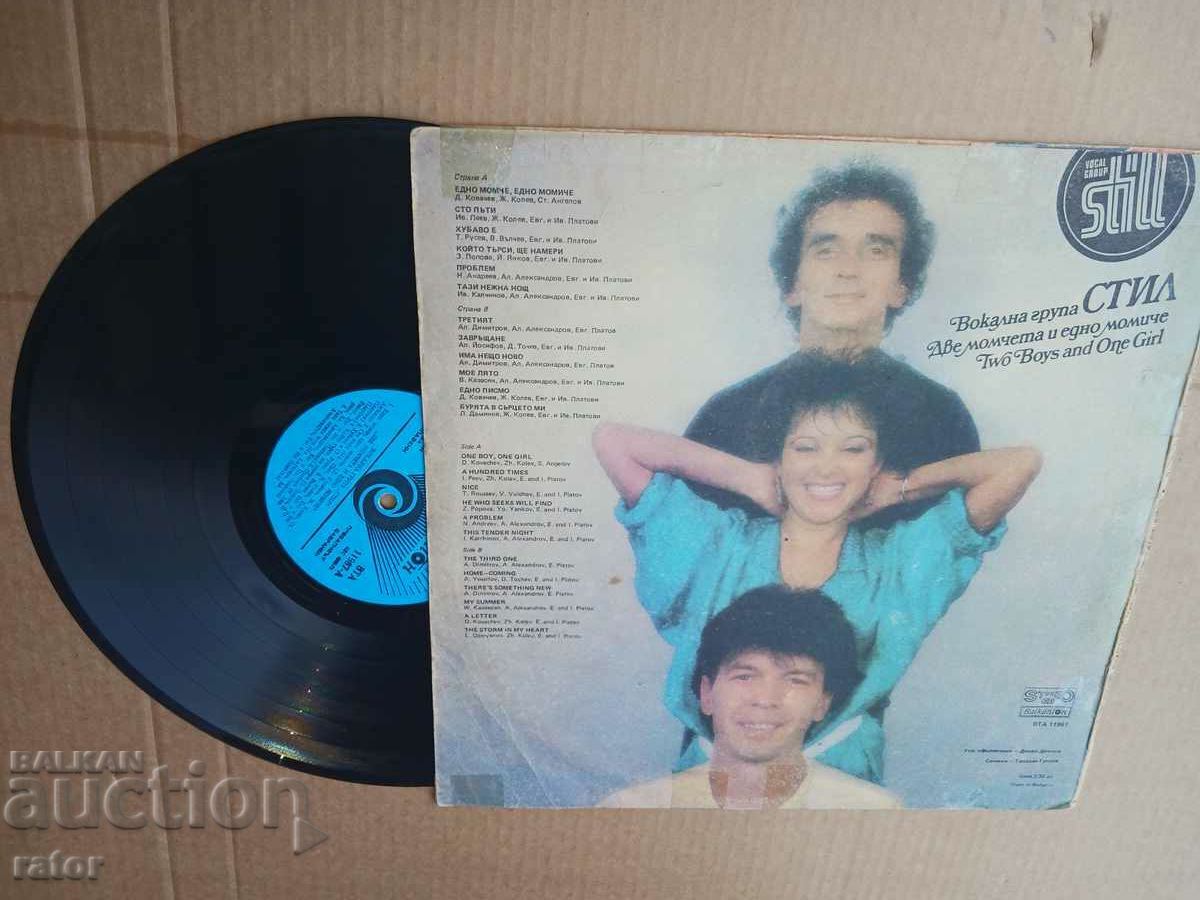 Страна A
ЕДНО МОМЧЕ, ЕДНО МОМИЧЕ
Д. Ковачев, Ж. Колев, Ст. Ангелов
СТО ПЪТИ
Ив. Пеев, Ж. Колев, Евг. и Ив. Платови
ХУБАВО Е
Т. Русев, В. Вълчев, Евг. и Ив. Платови
КОЙТО ТЪРСИ, ЩЕ НАМЕРИ
З. Попова, Й. Янков, Евг. и Ив. Платови
ПРОБЛЕМ
Н. Андреев, Ал. Александров, Евг. и Ив. Платови
ТАЗИ НЕЖНА НОЩ
Ал. Александров, Евг. и Ив. Платови
Страна B
ТРЕТИЯТ
Ал. Димитров, Ал. Александров, Евг. Платов
ЗАВРЪЩАНЕ
Ал. Йосифов, Д. Точев, Евг. и Ив. Платови
ИМА НЕЩО НОВО
Ал. Димитров, Ал. Александров, Евг. Платов
МОЕ ЛЯТО
В. Казасян, Ал. Александров, Евг. и Ив. Платови
ЕДНО ПИСМО
Д. Ковачев, Ж. Колев, Евг. и Ив. Платови
БУРЯТА В СЪРЦЕТО МИ
Л. Дамянов, Ж. Колев, Евг. и Ив. Платови
Side A
ONE BOY, ONE GIRL
D. Kovachev, Zh. Kolev, S. Angelov
A HUNDRED TIMES
I. Peev, Zh. Kolev, E. and I. Platov
NICE
T. Roussev, V. Vulchev, E. and I. Platov
HE WHO SEEKS WILL FIND
Z. Popova, Yo. Yankov, E. and I. Platov
A PROBLEM
N. Andreev, A. Alexandrov, E. and I. Platov
THIS TENDER NIGHT
A. Alexandrov, E. and I. Platov
Side B
THE THIRD ONE
A. Dimitrov, A. Alexandrov, E. Platov
HOME-COMING
A. Yossifov, D. Tochev, E. and I. Platov
THERE'S SOMETHING NEW
A. Dimitrov, A. Alexandrov, E. Platov
MY SUMMER
W. Kazassian, A. Alexandrov, E. and I. Platov
A LETTER
D. Kovachev, Zh. Kolev, E. and I. Platov
THE STORM IN MY HEART
L. Damyanov, Zh. Kolev, E. and I. Platov
VOCAL
GROUP
still
Вокална група СТИЛ
Две момчета и едно момиче
Two Boys and One Girl
STEREO
Balkanton
BTA 11987
BTA
11987-A
BALKAN
auction
rator